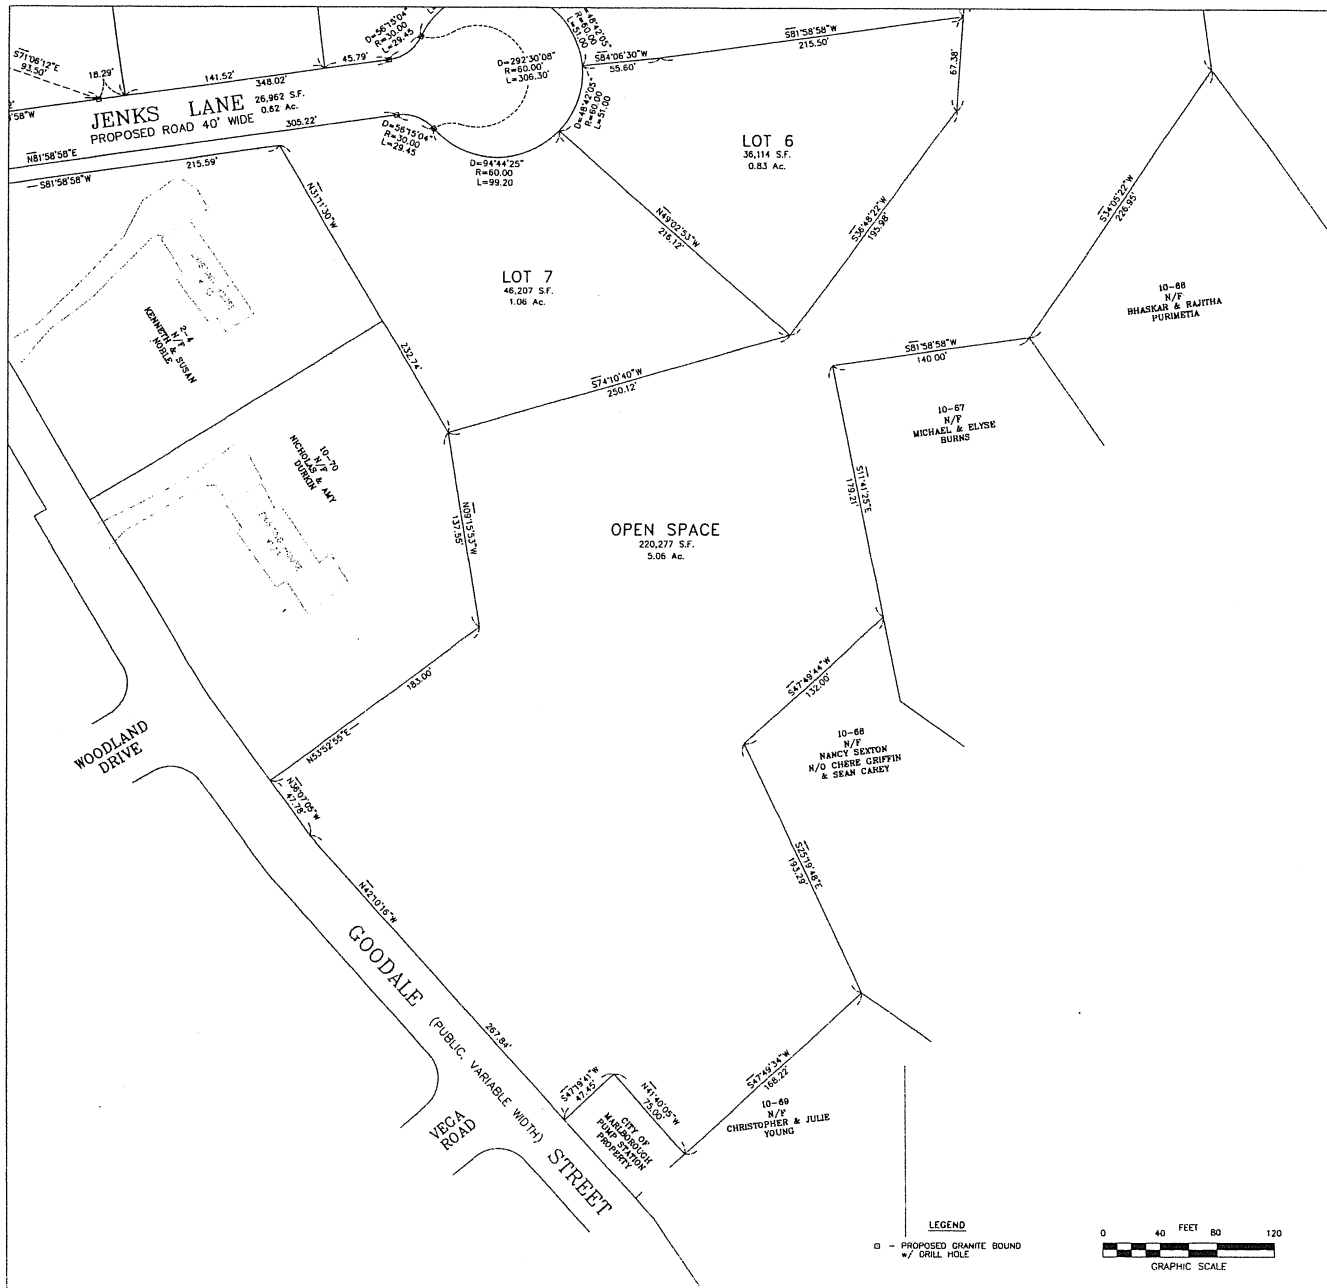 S71°06'12"E
93.50'
18.29'
141.52'
348.02'
45.79'
D=56°15'04"
R=30.00
L=29.45
D=292°30'08"
R=60.00'
L=306.30'
48°42'05"
R=60.00
L=51.00
S84°06'30"W
55.60'
S81°58'58"W
215.50'
67.38'
58"W
JENKS LANE
26,962 S.F.
0.62 Ac.
PROPOSED ROAD 40' WIDE
N81°58'58"E
305.22'
S81°58'58"W
215.59'
D=56°15'04"
R=30.00
L=29.45
D=94°44'25"
R=60.00
L=99.20
D=48°42'05"
R=60.00
L=51.00
LOT 6
36,114 S.F.
0.83 Ac.
N31°11'30"W
232.74'
N49°02'53"W
216.12'
S36°48'22"W
195.98'
S34°05'22"W
226.95'
LOT 7
46,207 S.F.
1.06 Ac.
2-4
N/F
KENNETH & SUSAN
NOBLE
10-68
N/F
BHASKAR & RAJITHA
PURIMETIA
S74°10'40"W
250.12'
S81°58'58"W
140.00'
10-67
N/F
MICHAEL & ELYSE
BURNS
10-70
N/F
NICHOLAS & AMY
DURKIN
N09°15'53"W
137.55'
S11°41'25"E
179.21'
OPEN SPACE
220,277 S.F.
5.06 Ac.
N53°52'55"E
183.00'
S47°49'44"W
132.00'
WOODLAND
DRIVE
N36°07'05"W
47.78'
10-66
N/F
NANCY SEXTON
N/O CHERE GRIFFIN
& SEAN CAREY
S25°19'48"E
193.29'
N42°10'16"W
267.84'
GOODALE
(PUBLIC, VARIABLE WIDTH)
STREET
VEGA
ROAD
S47°19'41"W
47.45'
N41°40'05"W
75.00'
S47°49'34"W
168.22'
CITY OF
MARLBOROUGH
PUMP STATION
PROPERTY
10-69
N/F
CHRISTOPHER & JULIE
YOUNG
LEGEND
- PROPOSED GRANITE BOUND
w/ DRILL HOLE
0 40 FEET 80 120
GRAPHIC SCALE